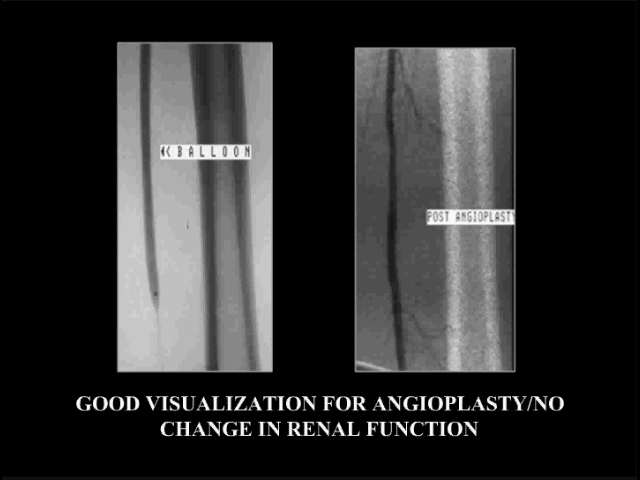 << BALLOON
POST ANGIOPLASTY
GOOD VISUALIZATION FOR ANGIOPLASTY/NO
CHANGE IN RENAL FUNCTION